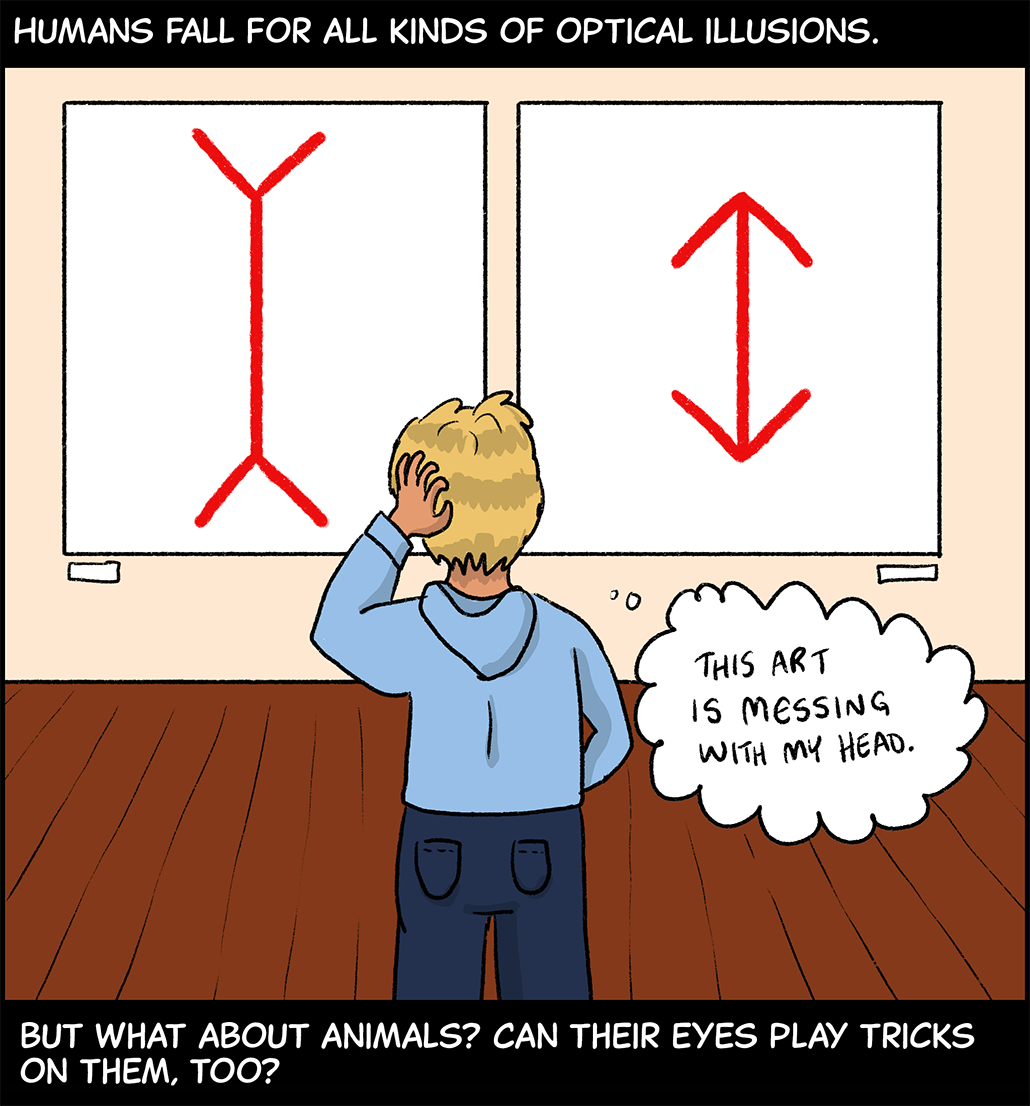 HUMANS FALL FOR ALL KINDS OF OPTICAL ILLUSIONS.
THIS ART
IS MESSING
WITH MY HEAD.
BUT WHAT ABOUT ANIMALS? CAN THEIR EYES PLAY TRICKS
ON THEM, TOO?